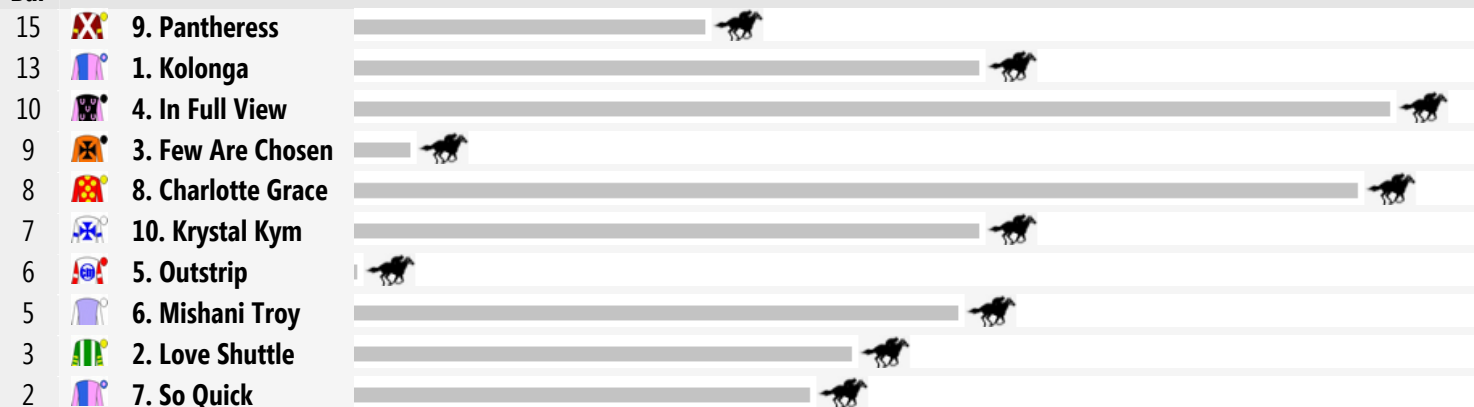 15 9. Pantheress
13 1. Kolonga
10 4. In Full View
9 3. Few Are Chosen
8 8. Charlotte Grace
7 10. Krystal Kym
6 5. Outstrip
5 6. Mishani Troy
3 2. Love Shuttle
2 7. So Quick